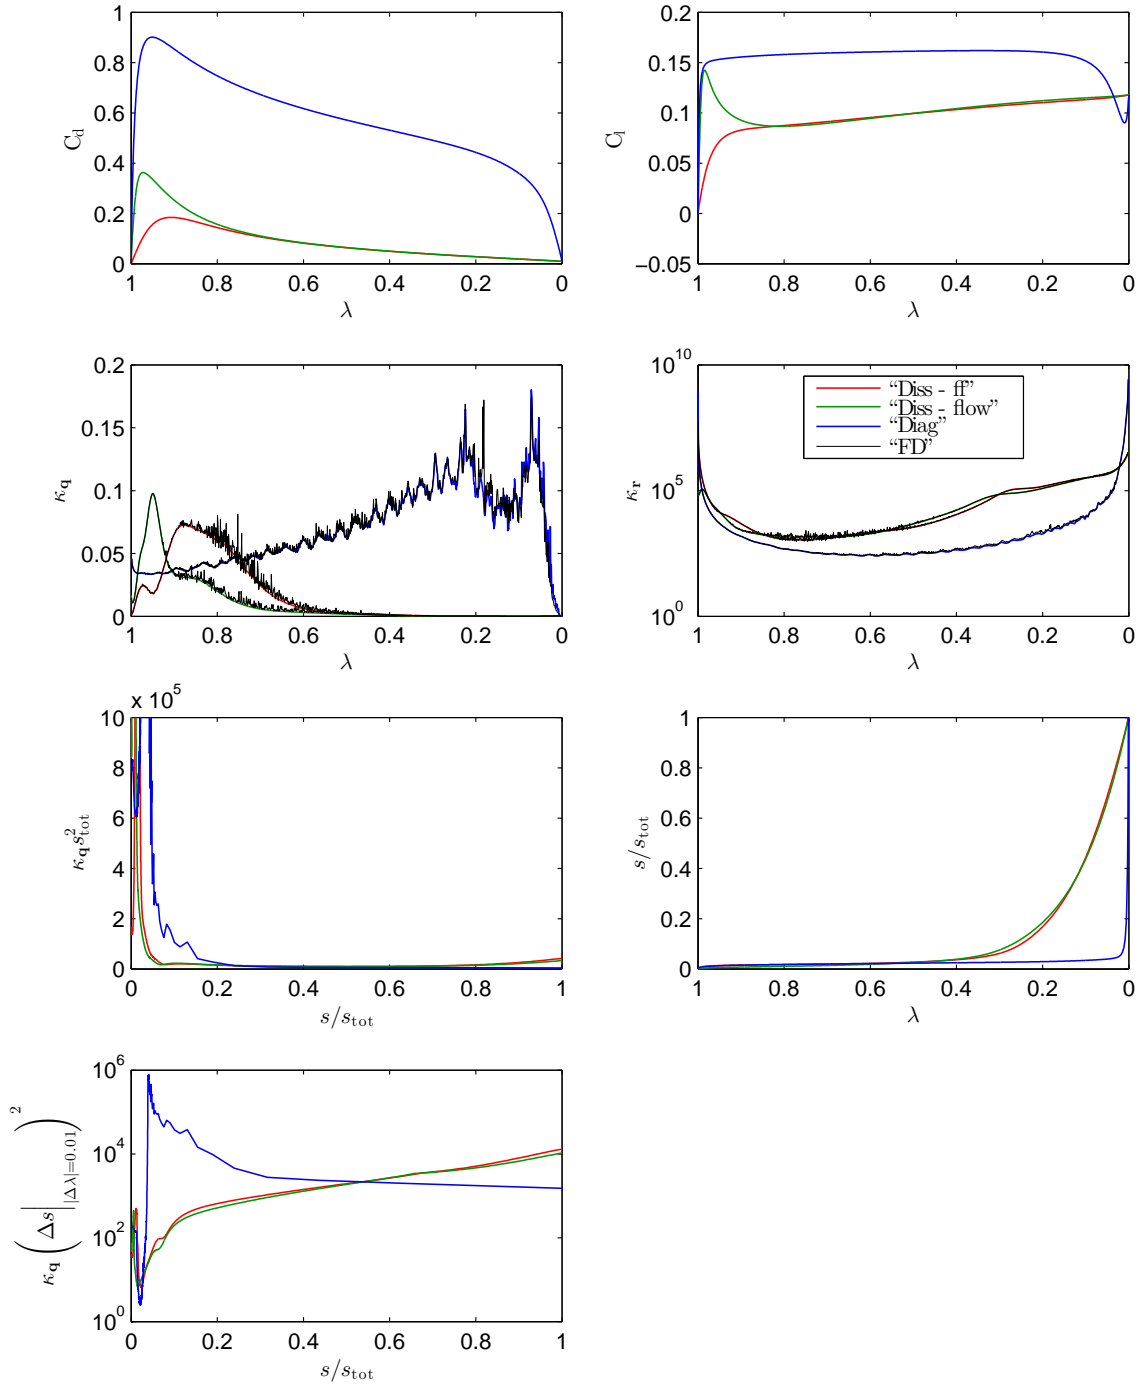 C_d
1
0.8
0.6
0.4
0.2
0
1 0.8 0.6 0.4 0.2 0
λ
C_l
0.2
0.15
0.1
0.05
0
−0.05
1 0.8 0.6 0.4 0.2 0
λ
κ_q
0.2
0.15
0.1
0.05
0
1 0.8 0.6 0.4 0.2 0
λ
κ_r
10^10
10^5
10^0
“Diss - ff”
“Diss - flow”
“Diag”
“FD”
1 0.8 0.6 0.4 0.2 0
λ
κ_q s_tot^2
x 10^5
10
8
6
4
2
0
0 0.2 0.4 0.6 0.8 1
s/s_tot
s/s_tot
1
0.8
0.6
0.4
0.2
0
1 0.8 0.6 0.4 0.2 0
λ
κ_q (Δs|_{|Δλ|=0.01})^2
10^6
10^4
10^2
10^0
0 0.2 0.4 0.6 0.8 1
s/s_tot